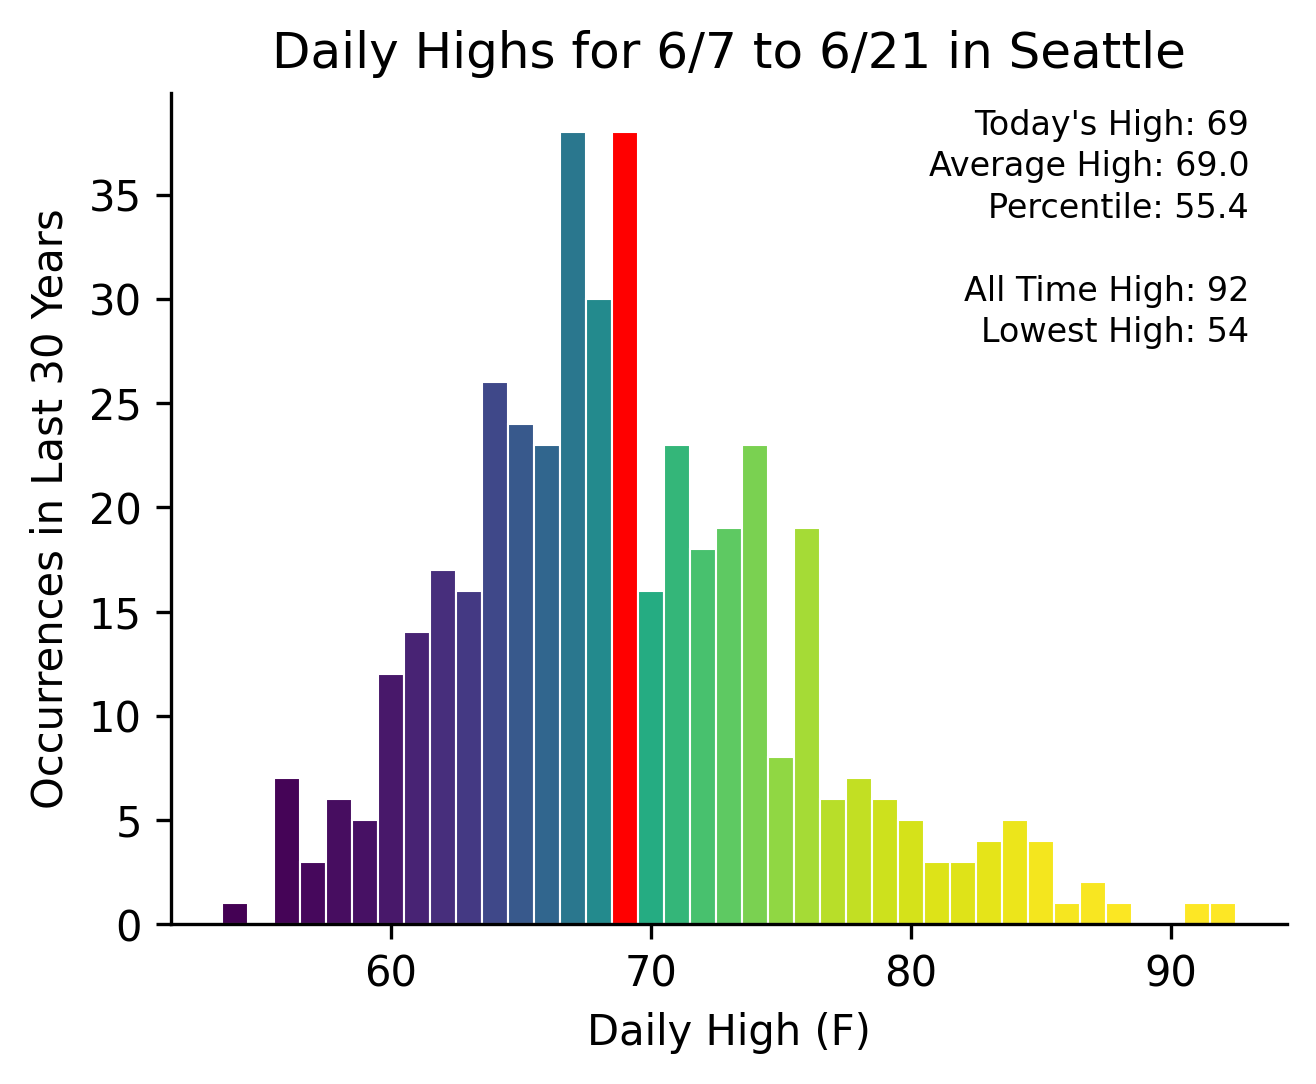 Daily Highs for 6/7 to 6/21 in Seattle
Today's High: 69
Average High: 69.0
Percentile: 55.4
All Time High: 92
Lowest High: 54
Occurrences in Last 30 Years
35
30
25
20
15
10
5
0
60 70 80 90
Daily High (F)